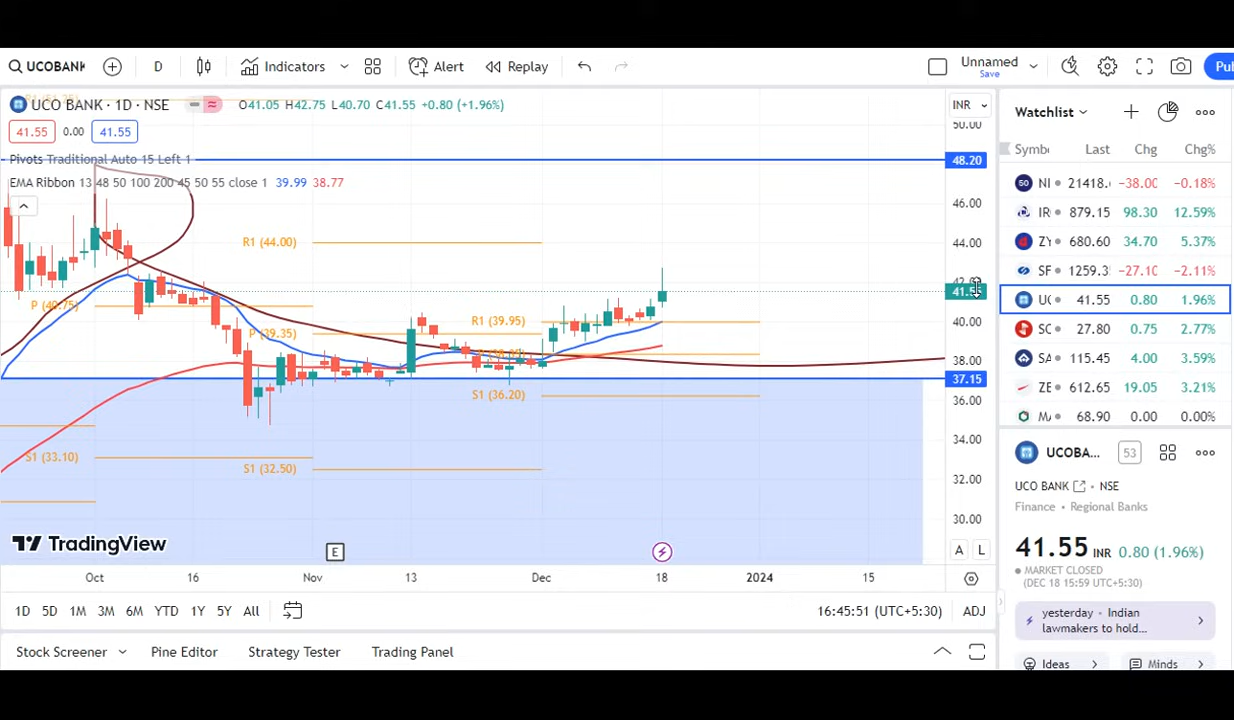 UCOBANK
D
Indicators
Alert
Replay
Unnamed
Save
UCO BANK · 1D · NSE
O41.05 H42.75 L40.70 C41.55 +0.80 (+1.96%)
INR
41.55 0.00 41.55
50.00
Pivots Traditional Auto 15 Left 1
48.20
EMA Ribbon 13 48 50 100 200 45 50 55 close 1 39.99 38.77
46.00
R1 (44.00)
44.00
P (40.75)
R1 (39.95)
40.00
P (39.35)
38.00
37.15
S1 (36.20)
36.00
34.00
S1 (33.10)
S1 (32.50)
32.00
30.00
TradingView
E
A L
Oct 16 Nov 13 Dec 18 2024 15
1D 5D 1M 3M 6M YTD 1Y 5Y All
16:45:51 (UTC+5:30) ADJ
Stock Screener Pine Editor Strategy Tester Trading Panel
Watchlist
Last Chg Chg%
50 NI 21418. −38.00 −0.18%
IR 879.15 98.30 12.59%
ZY 680.60 34.70 5.37%
SF 1259.3 −27.10 −2.11%
41.55 0.80 1.96%
27.80 0.75 2.77%
SA 115.45 4.00 3.59%
ZE 612.65 19.05 3.21%
68.90 0.00 0.00%
UCOBA... 53
UCO BANK · NSE
Finance · Regional Banks
41.55 INR 0.80 (1.96%)
MARKET CLOSED
(DEC 18 15:59 UTC+5:30)
yesterday · Indian
lawmakers to hold...
Ideas Minds